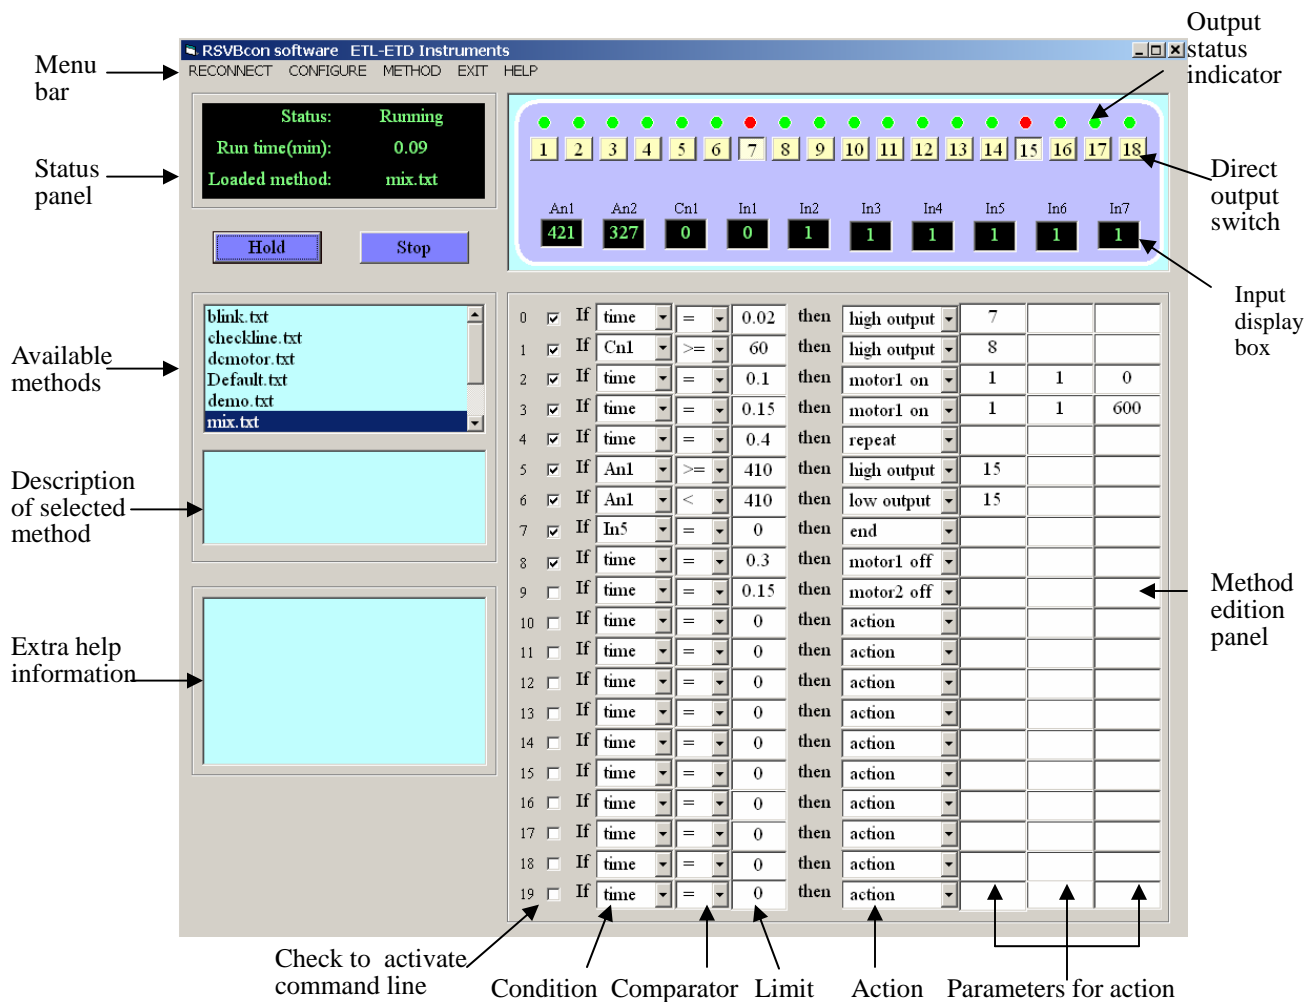 Output
status
indicator
RSVBcon software ETL-ETD Instruments
Menu
bar
RECONNECT CONFIGURE METHOD EXIT HELP
Status: Running
Run time(min): 0.09
Loaded method: mix.txt
Status
panel
1 2 3 4 5 6 7 8 9 10 11 12 13 14 15 16 17 18
Direct
output
switch
An1 An2 Cn1 In1 In2 In3 In4 In5 In6 In7
421 327 0 0 1 1 1 1 1 1
Hold Stop
Input
display
box
Available
methods
blink.txt
checkline.txt
dcmotor.txt
Default.txt
demo.txt
mix.txt
Description
of selected
method
Extra help
information
0 If time = 0.02 then high output 7
1 If Cn1 >= 60 then high output 8
2 If time = 0.1 then motor1 on 1 1 0
3 If time = 0.15 then motor1 on 1 1 600
4 If time = 0.4 then repeat
5 If An1 >= 410 then high output 15
6 If An1 < 410 then low output 15
7 If In5 = 0 then end
8 If time = 0.3 then motor1 off
9 If time = 0.15 then motor2 off
10 If time = 0 then action
11 If time = 0 then action
12 If time = 0 then action
13 If time = 0 then action
14 If time = 0 then action
15 If time = 0 then action
16 If time = 0 then action
17 If time = 0 then action
18 If time = 0 then action
19 If time = 0 then action
Method
edition
panel
Check to activate
command line
Condition Comparator Limit Action Parameters for action